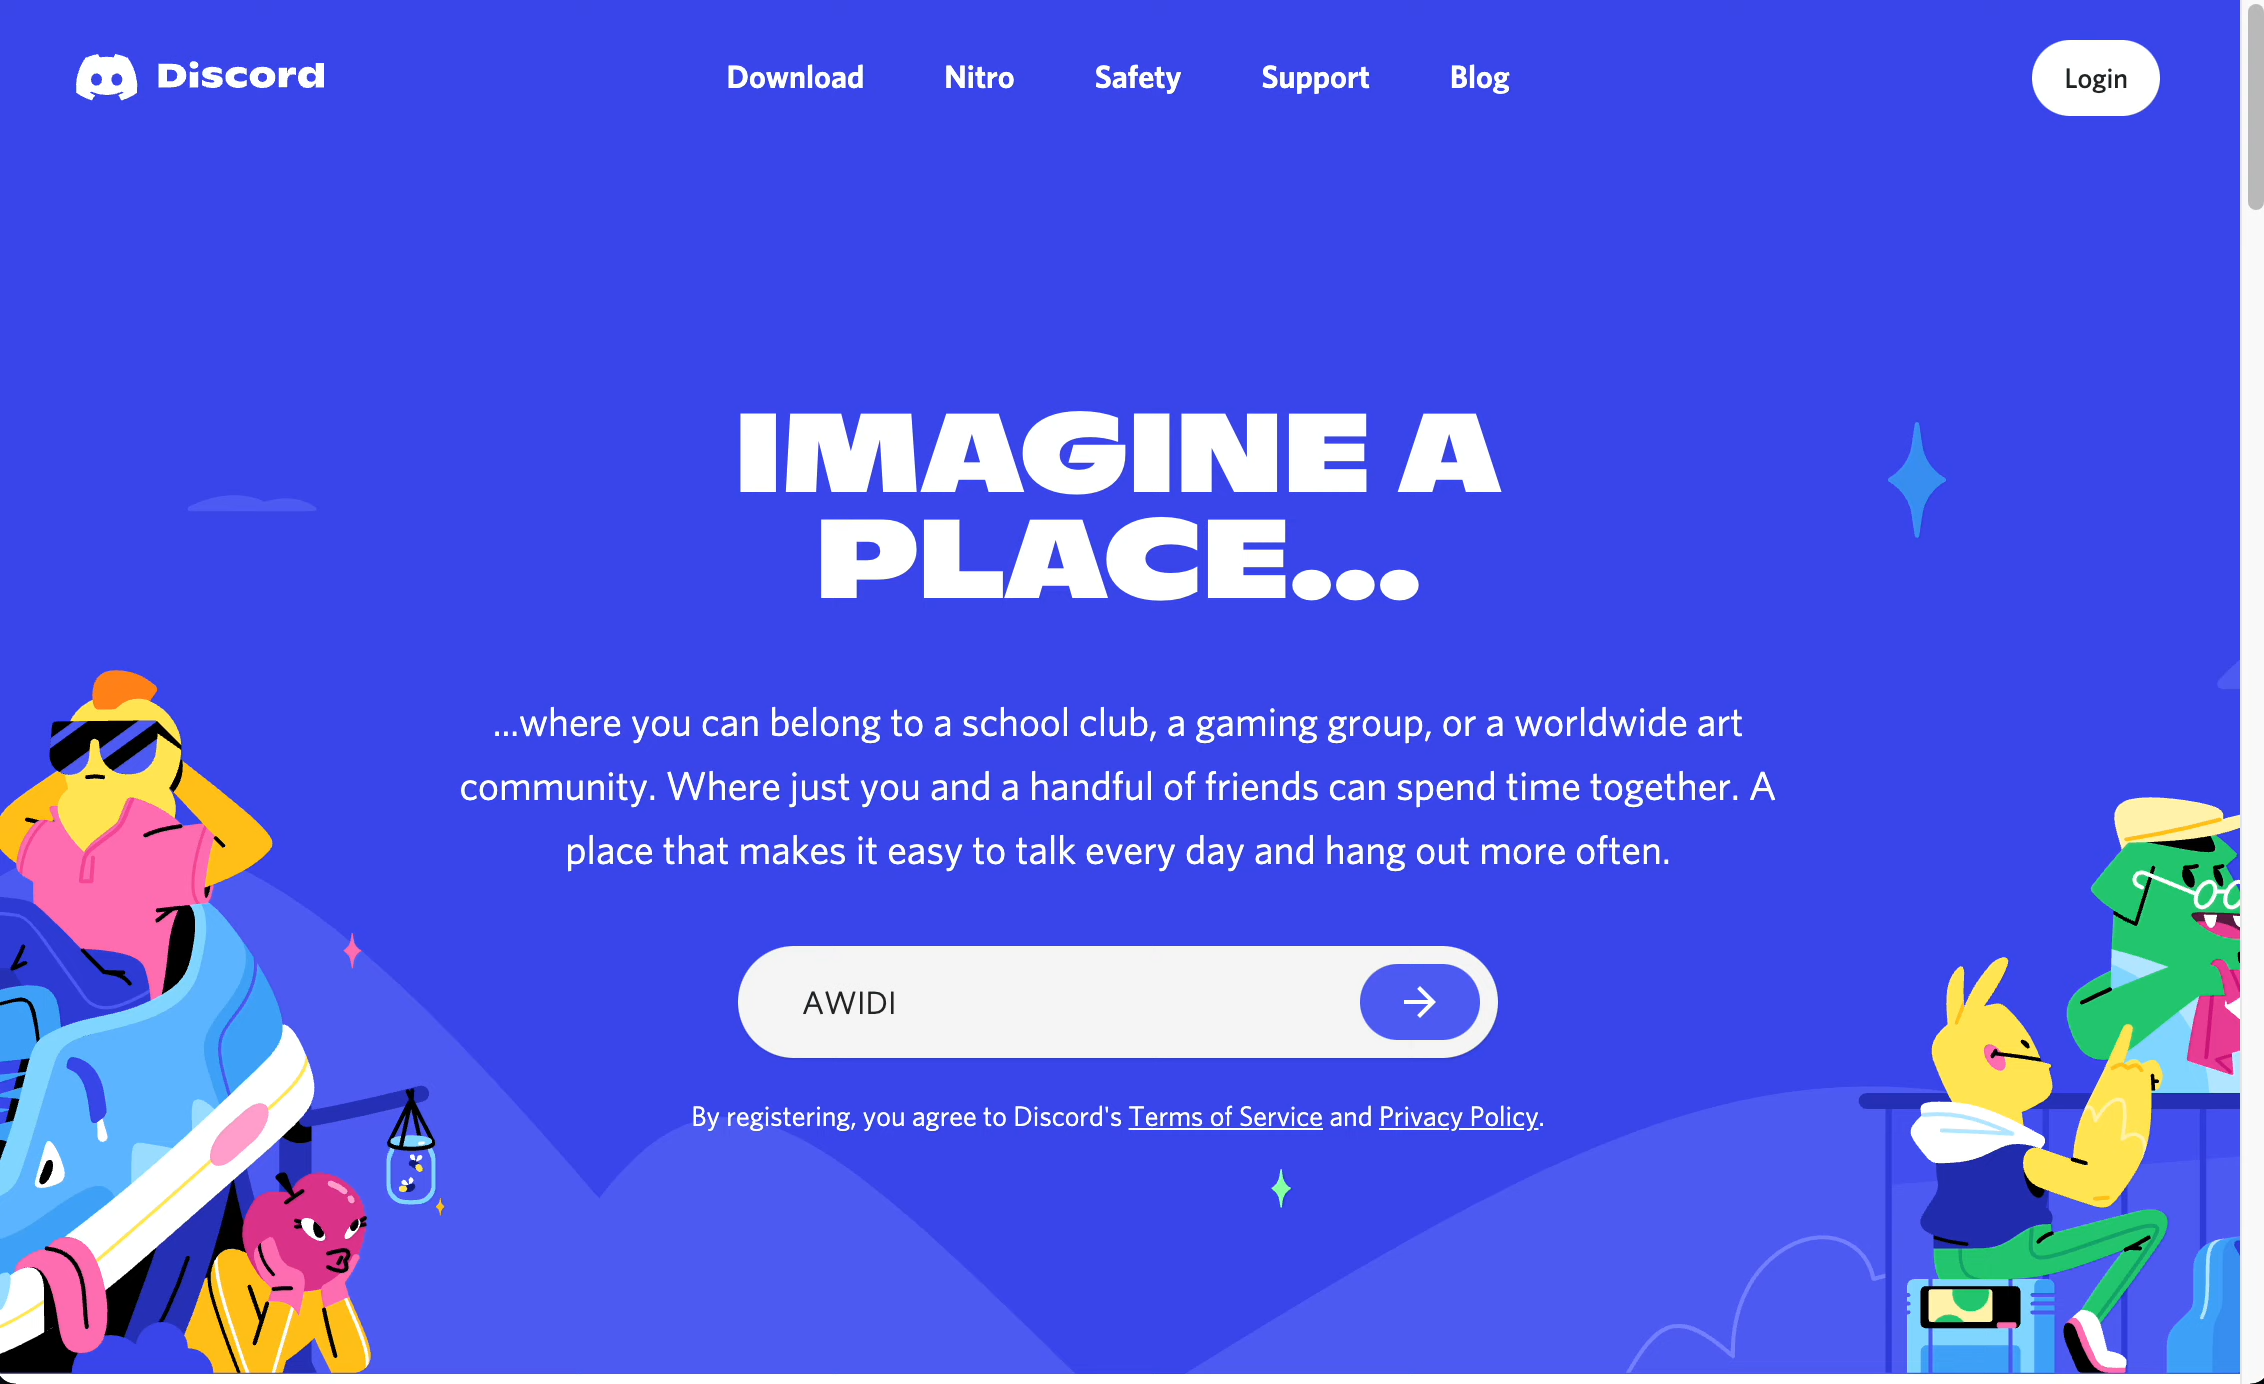 Discord
Download Nitro Safety Support Blog
Login
IMAGINE A
PLACE...
...where you can belong to a school club, a gaming group, or a worldwide art
community. Where just you and a handful of friends can spend time together. A
place that makes it easy to talk every day and hang out more often.
AWIDI
By registering, you agree to Discord's Terms of Service and Privacy Policy.